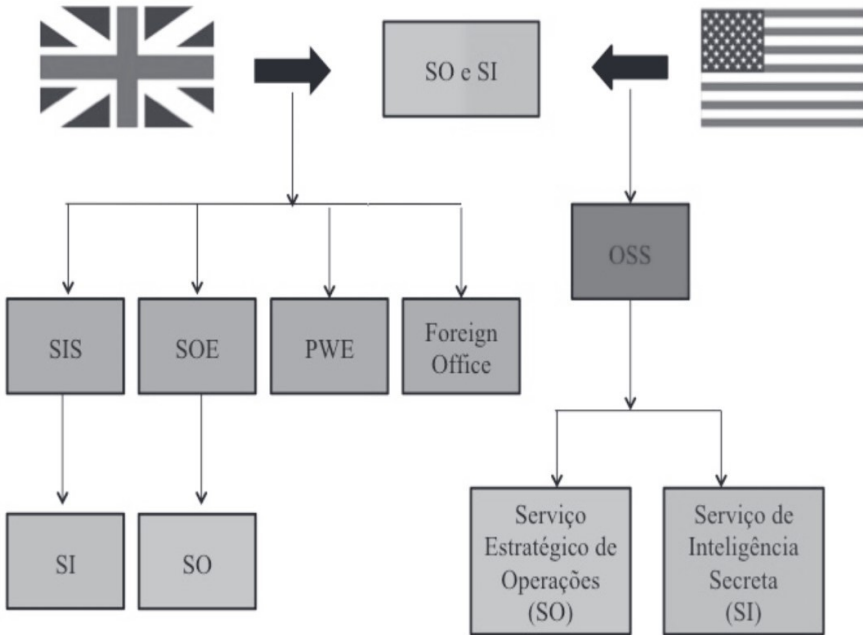 SO e SI
OSS
SIS
SOE
PWE
Foreign
Office
SI
SO
Serviço
Estratégico de
Operações
(SO)
Serviço de
Inteligência
Secreta
(SI)